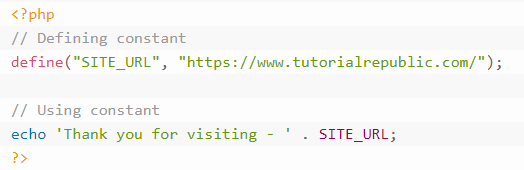 <?php
// Defining constant
define("SITE_URL", "https://www.tutorialrepublic.com/");
// Using constant
echo 'Thank you for visiting - ' . SITE_URL;
?>